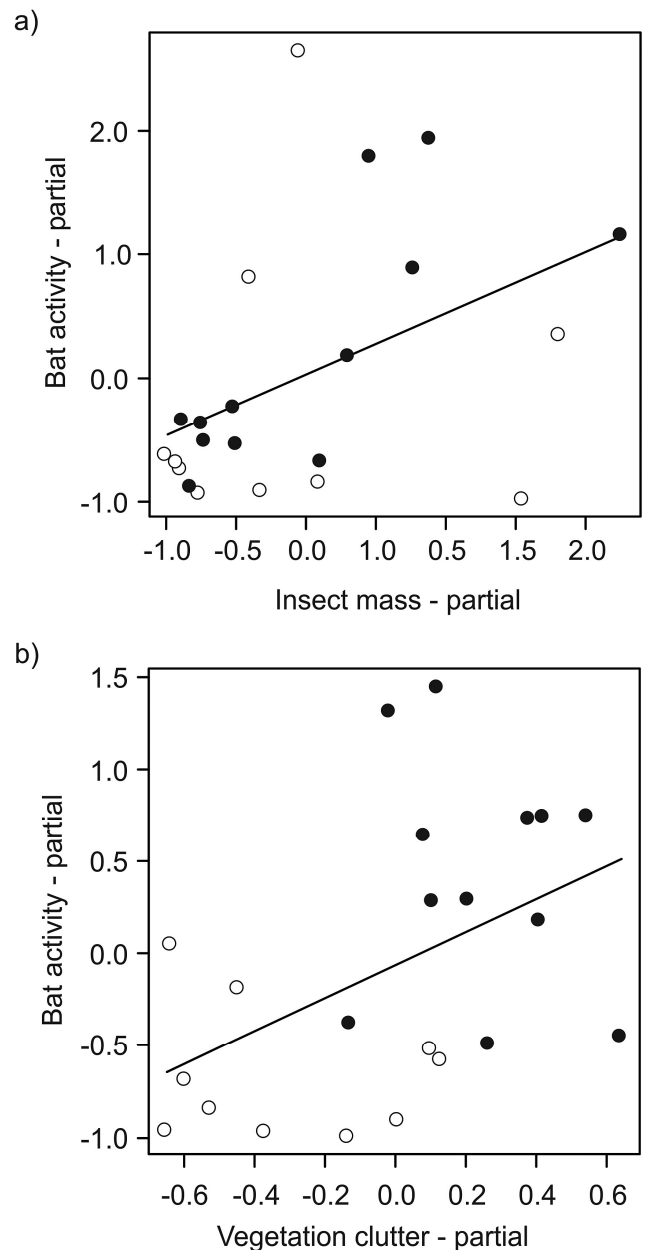 a)
2.0
1.0
0.0
-1.0
Bat activity - partial
-1.0 -0.5 0.0 1.0 0.5 1.5 2.0
Insect mass - partial
b)
1.5
1.0
0.5
0.0
-0.5
-1.0
Bat activity - partial
-0.6 -0.4 -0.2 0.0 0.2 0.4 0.6
Vegetation clutter - partial